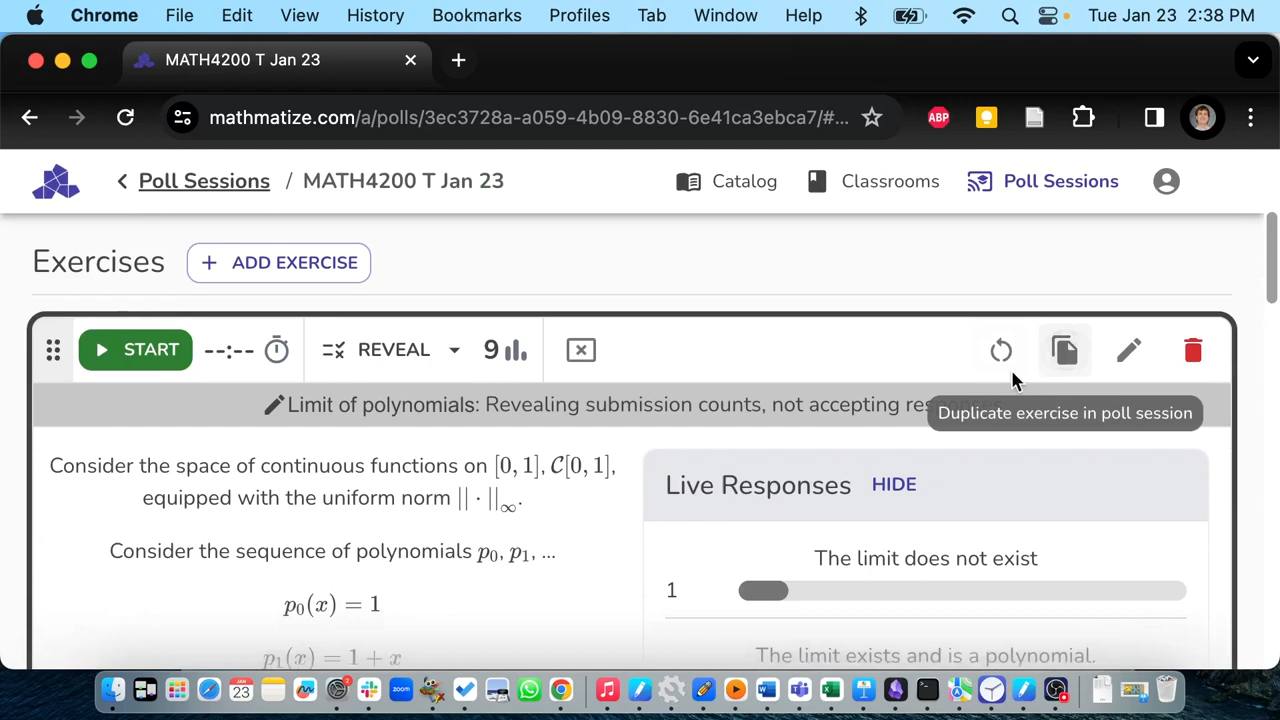 Chrome File Edit View History Bookmarks Profiles Tab Window Help Tue Jan 23 2:38 PM
MATH4200 T Jan 23
mathmatize.com/a/polls/3ec3728a-a059-4b09-8830-6e41ca3ebca7/#...
ABP
Poll Sessions / MATH4200 T Jan 23 Catalog Classrooms Poll Sessions
Exercises + ADD EXERCISE
START --:-- REVEAL 9
Limit of polynomials: Revealing submission counts, not accepting
Duplicate exercise in poll session
Consider the space of continuous functions on [0, 1], C[0, 1],
equipped with the uniform norm || · ||∞.
Consider the sequence of polynomials p₀, p₁, ...
p₀(x) = 1
p₁(x) = 1 + x
Live Responses HIDE
The limit does not exist
1
The limit exists and is a polynomial.
23
zoom